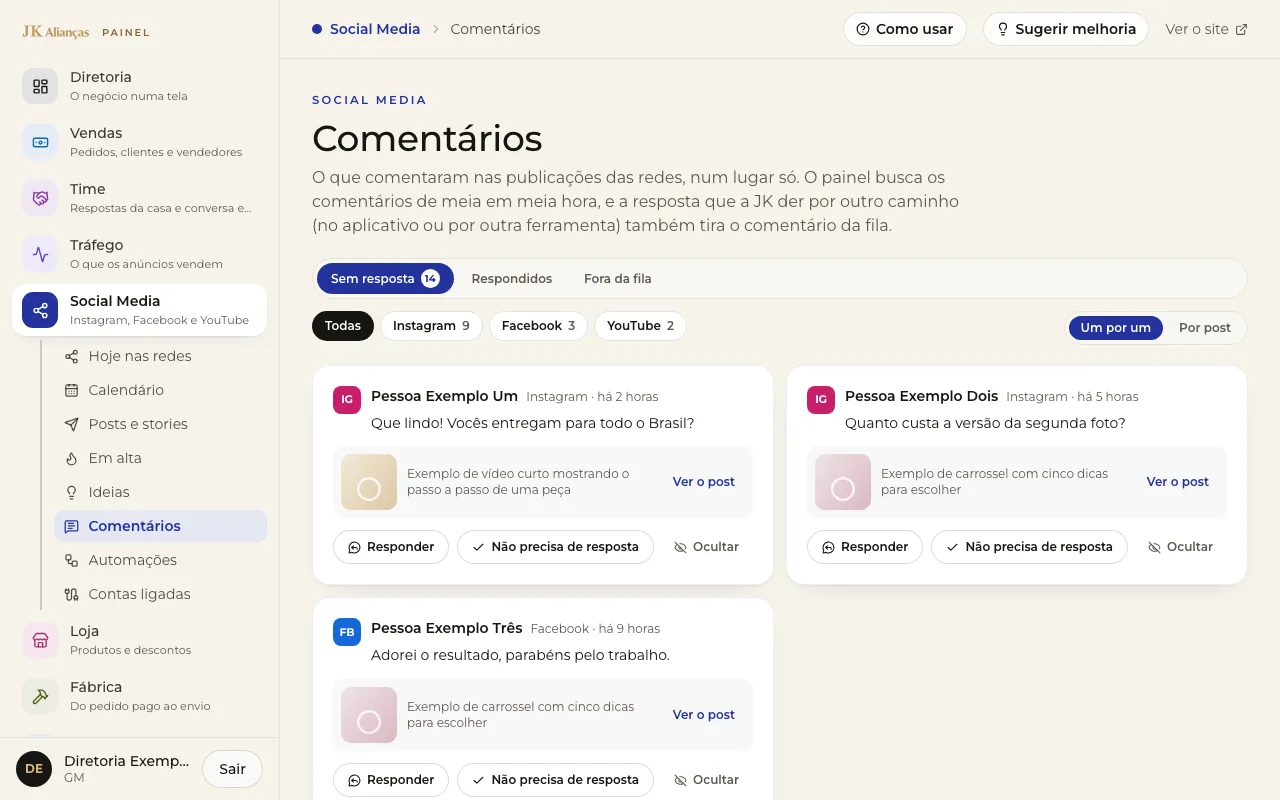 JK Alianças PAINEL
Diretoria
O negócio numa tela
Vendas
Pedidos, clientes e vendedores
Time
Respostas da casa e conversa e...
Tráfego
O que os anúncios vendem
Social Media
Instagram, Facebook e YouTube
Hoje nas redes
Calendário
Posts e stories
Em alta
Ideias
Comentários
Automações
Contas ligadas
Loja
Produtos e descontos
Fábrica
Do pedido pago ao envio
DE
Diretoria Exemp...
GM
Sair
Social Media > Comentários
Como usar
Sugerir melhoria
Ver o site
SOCIAL MEDIA
Comentários
O que comentaram nas publicações das redes, num lugar só. O painel busca os
comentários de meia em meia hora, e a resposta que a JK der por outro caminho
(no aplicativo ou por outra ferramenta) também tira o comentário da fila.
Sem resposta 14 Respondidos Fora da fila
Todas Instagram 9 Facebook 3 YouTube 2
Um por um Por post
IG Pessoa Exemplo Um Instagram · há 2 horas
Que lindo! Vocês entregam para todo o Brasil?
Exemplo de vídeo curto mostrando o
passo a passo de uma peça
Ver o post
Responder Não precisa de resposta Ocultar
IG Pessoa Exemplo Dois Instagram · há 5 horas
Quanto custa a versão da segunda foto?
Exemplo de carrossel com cinco dicas
para escolher
Ver o post
Responder Não precisa de resposta Ocultar
FB Pessoa Exemplo Três Facebook · há 9 horas
Adorei o resultado, parabéns pelo trabalho.
Exemplo de carrossel com cinco dicas
para escolher
Ver o post
Responder Não precisa de resposta Ocultar